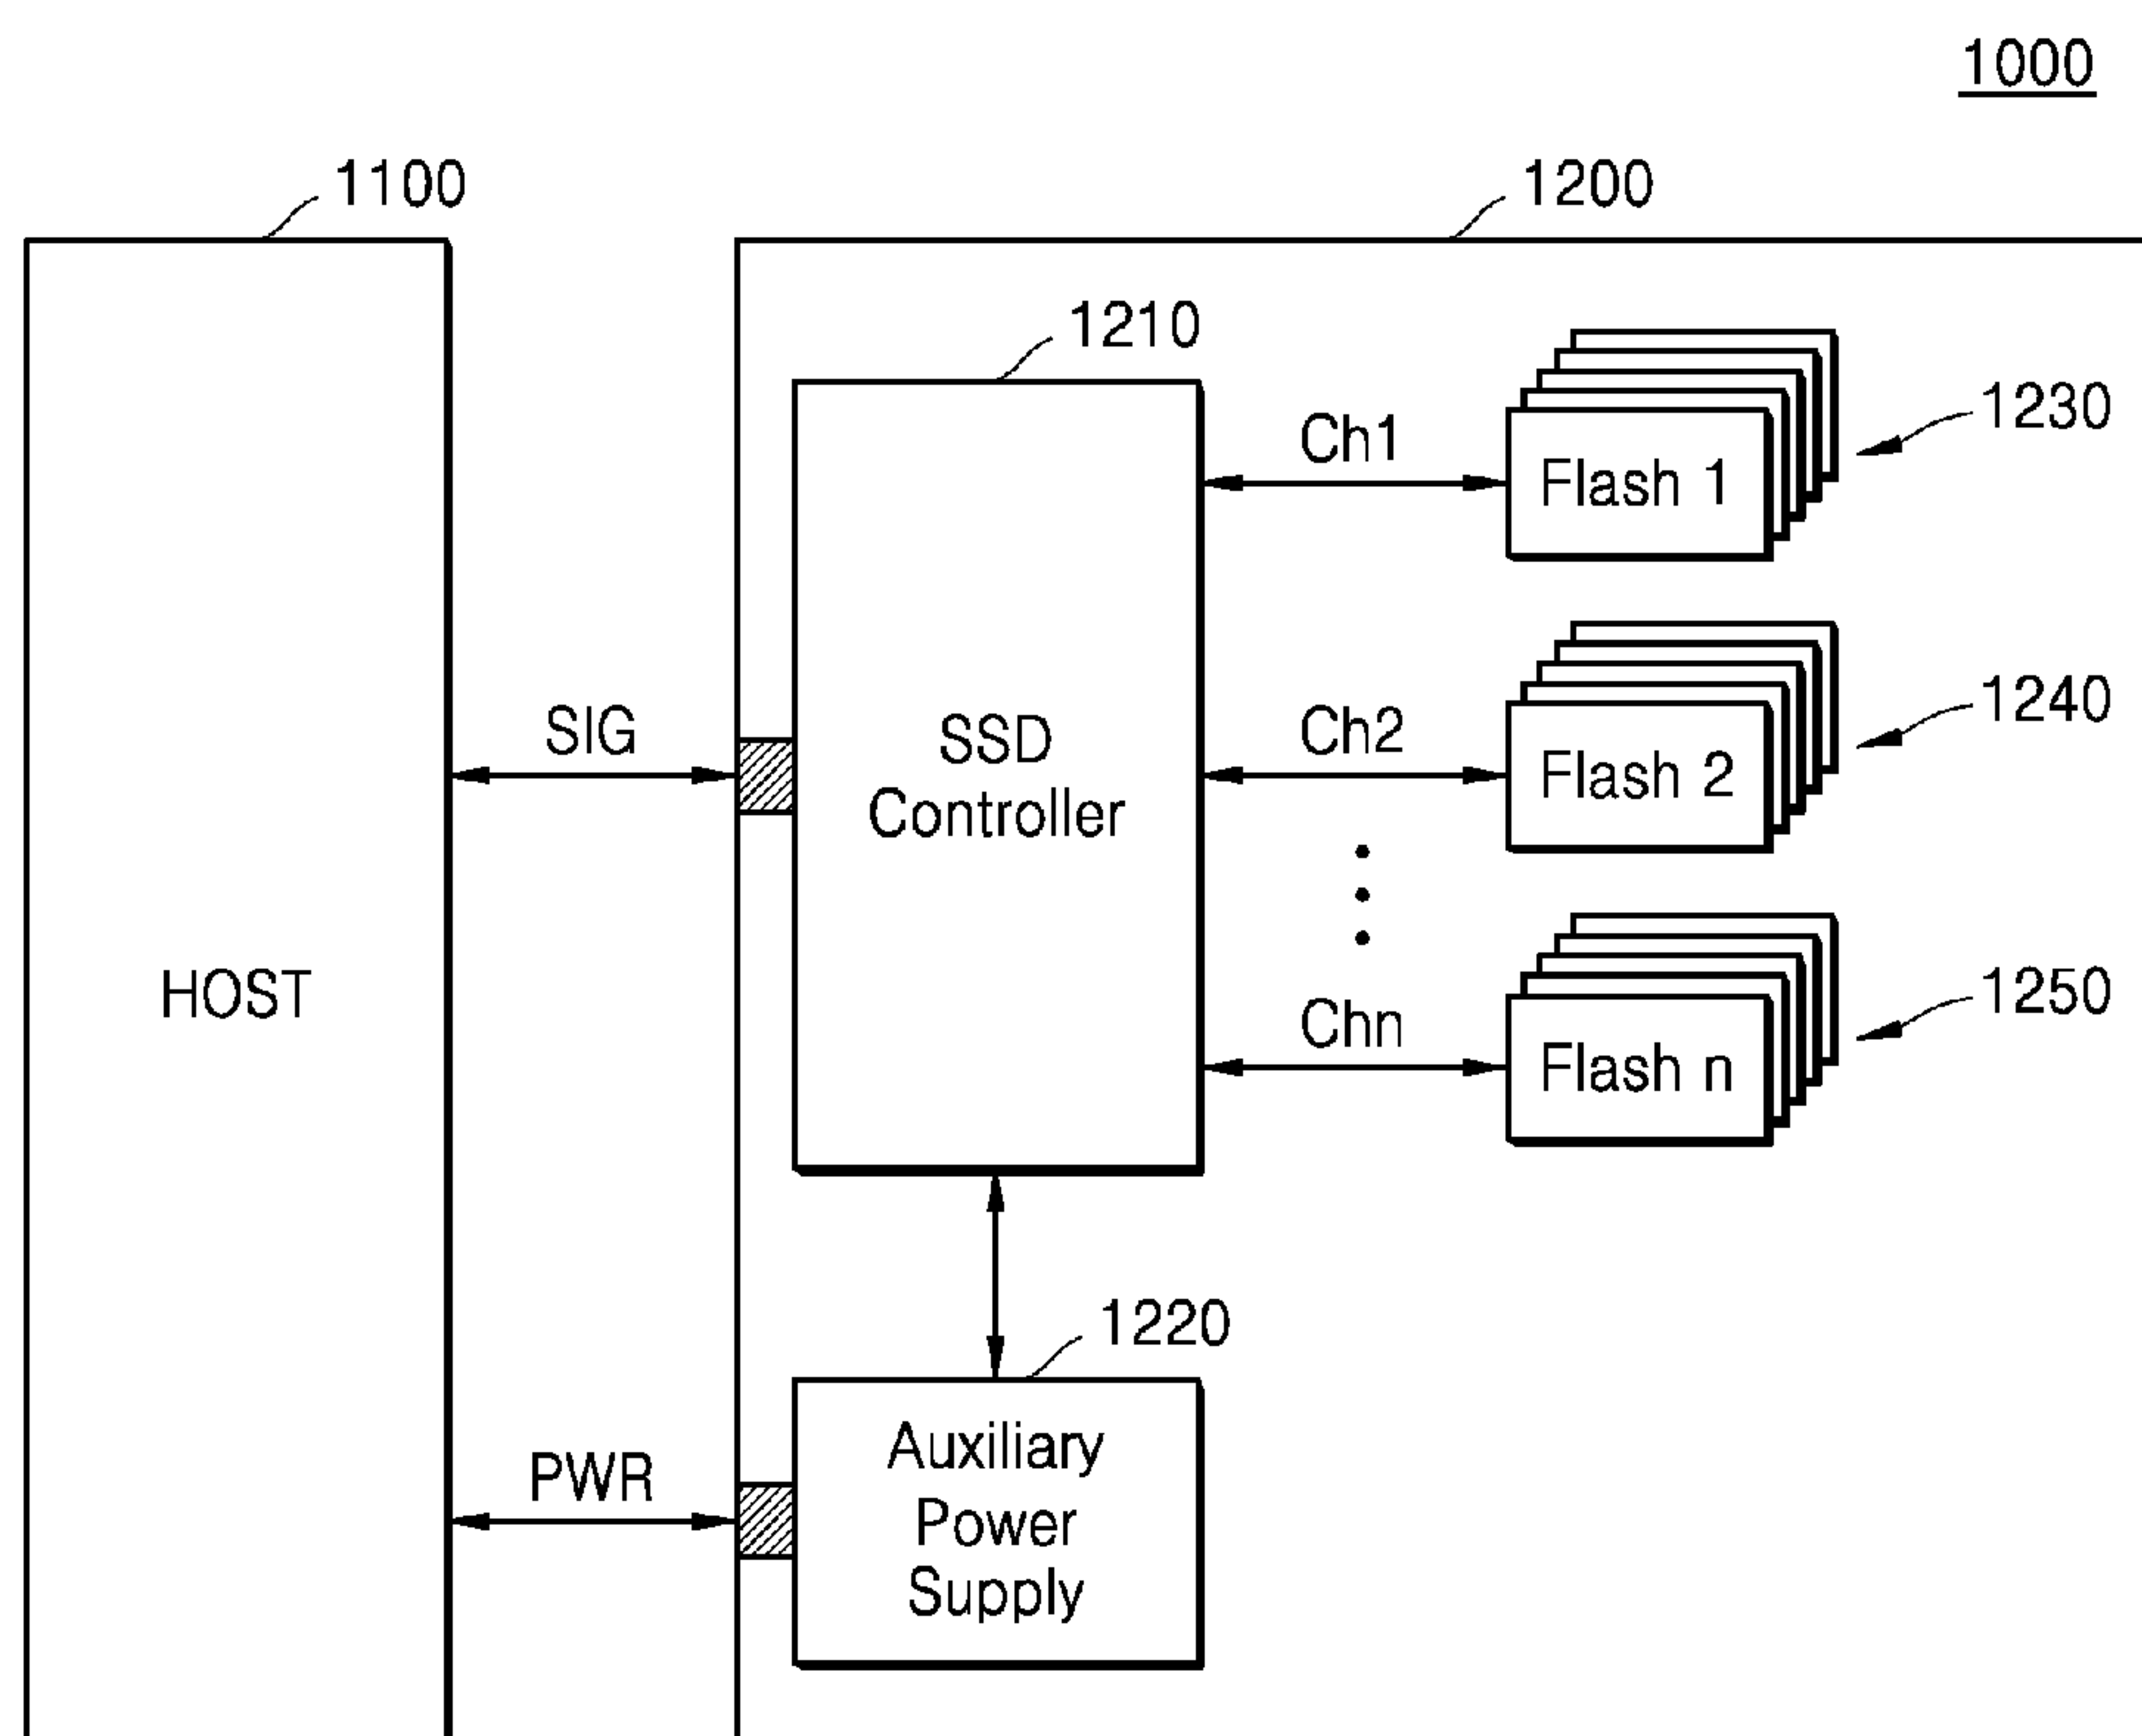 1000
1100
1200
1210
Ch1
Flash 1
1230
SIG
SSD
Controller
Ch2
Flash 2
1240
HOST
Chn
Flash n
1250
1220
PWR
Auxiliary
Power
Supply